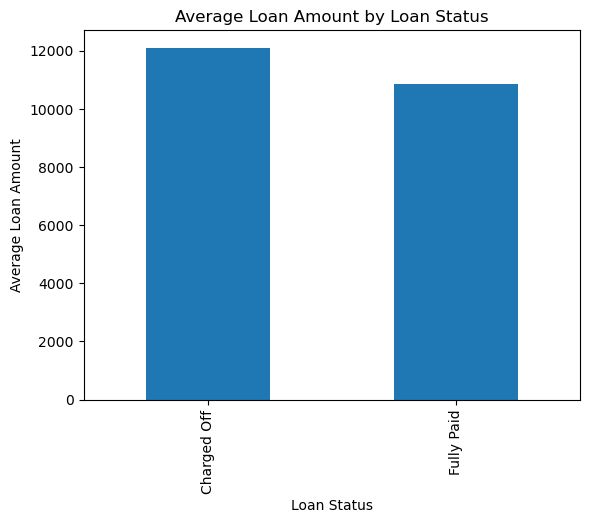 Average Loan Amount by Loan Status
Average Loan Amount
12000
10000
8000
6000
4000
2000
0
Charged Off
Fully Paid
Loan Status